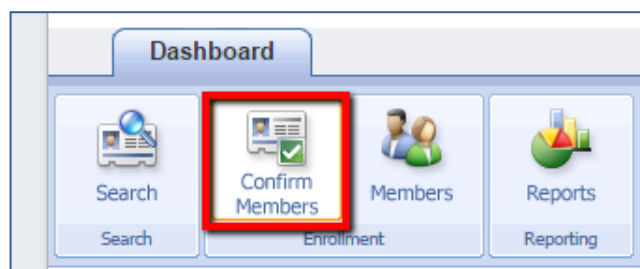 Dashboard
Search
Confirm
Members
Members
Reports
Search
Enrollment
Reporting